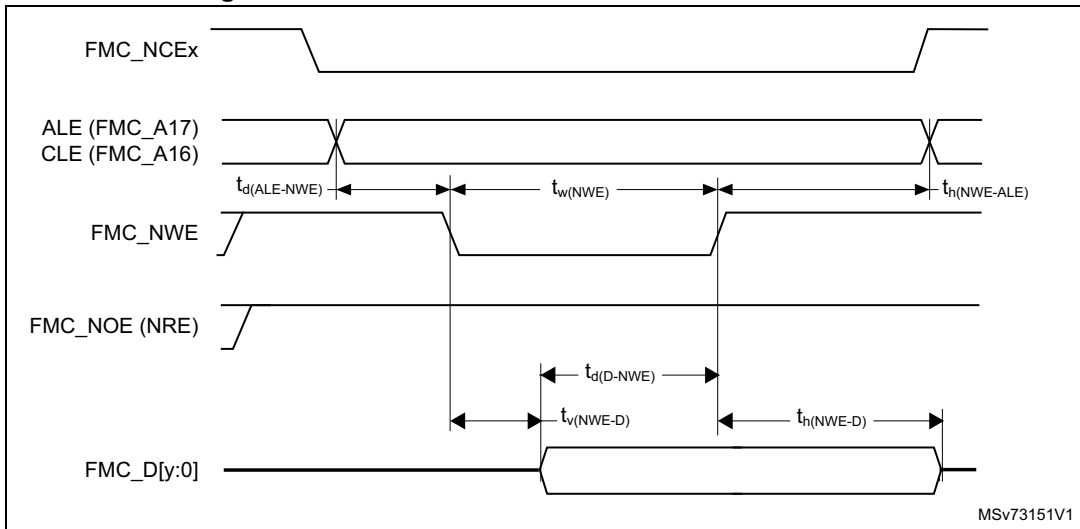 FMC_NCEx
ALE (FMC_A17)
CLE (FMC_A16)
td(ALE-NWE)
tw(NWE)
th(NWE-ALE)
FMC_NWE
FMC_NOE (NRE)
td(D-NWE)
tv(NWE-D)
th(NWE-D)
FMC_D[y:0]
MSv73151V1